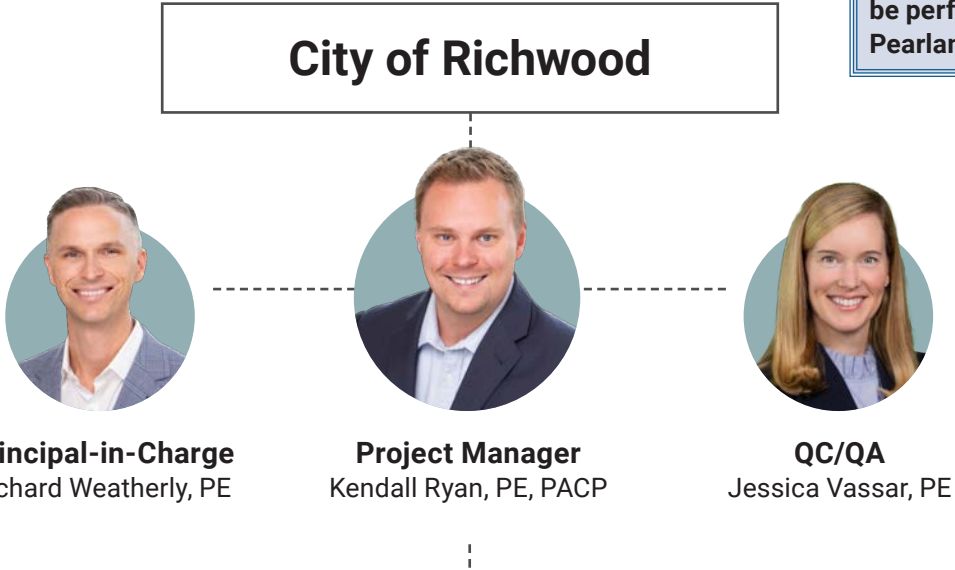 be perf
Pearlan
City of Richwood
incipal-in-Charge
chard Weatherly, PE
Project Manager
Kendall Ryan, PE, PACP
QC/QA
Jessica Vassar, PE